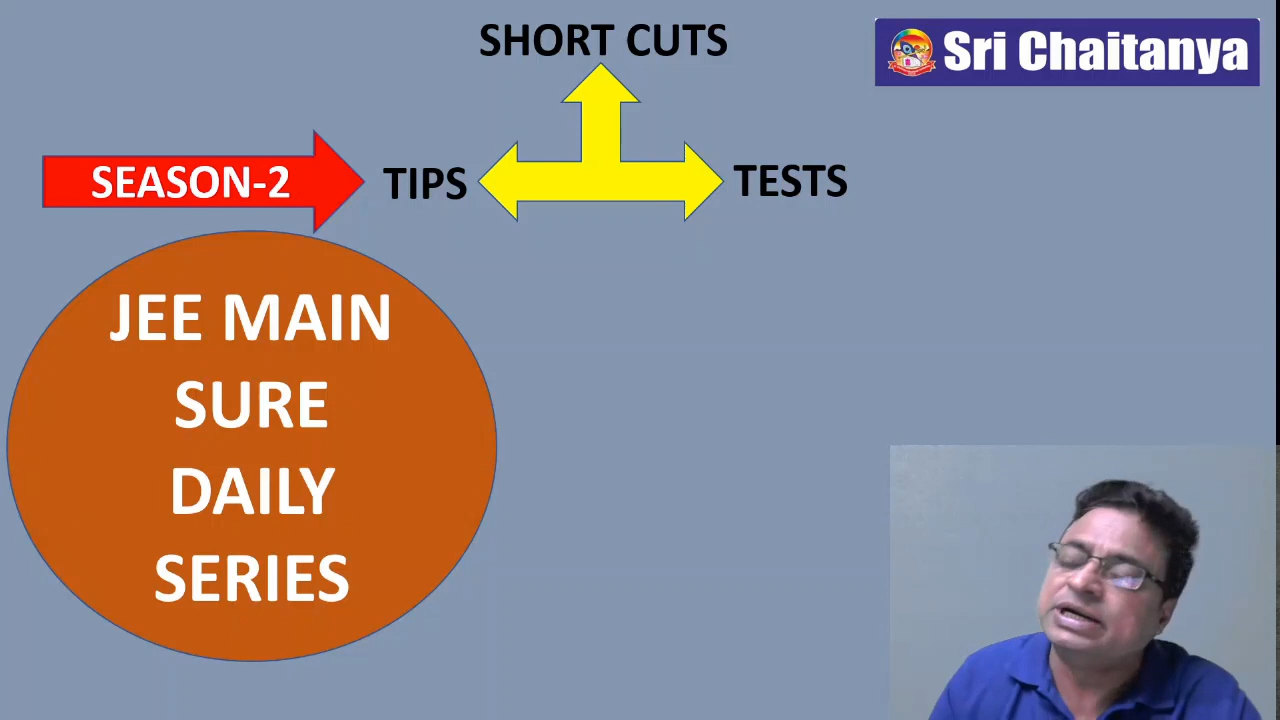 SHORT CUTS
Sri Chaitanya
SEASON-2
TIPS
TESTS
JEE MAIN
SURE
DAILY
SERIES